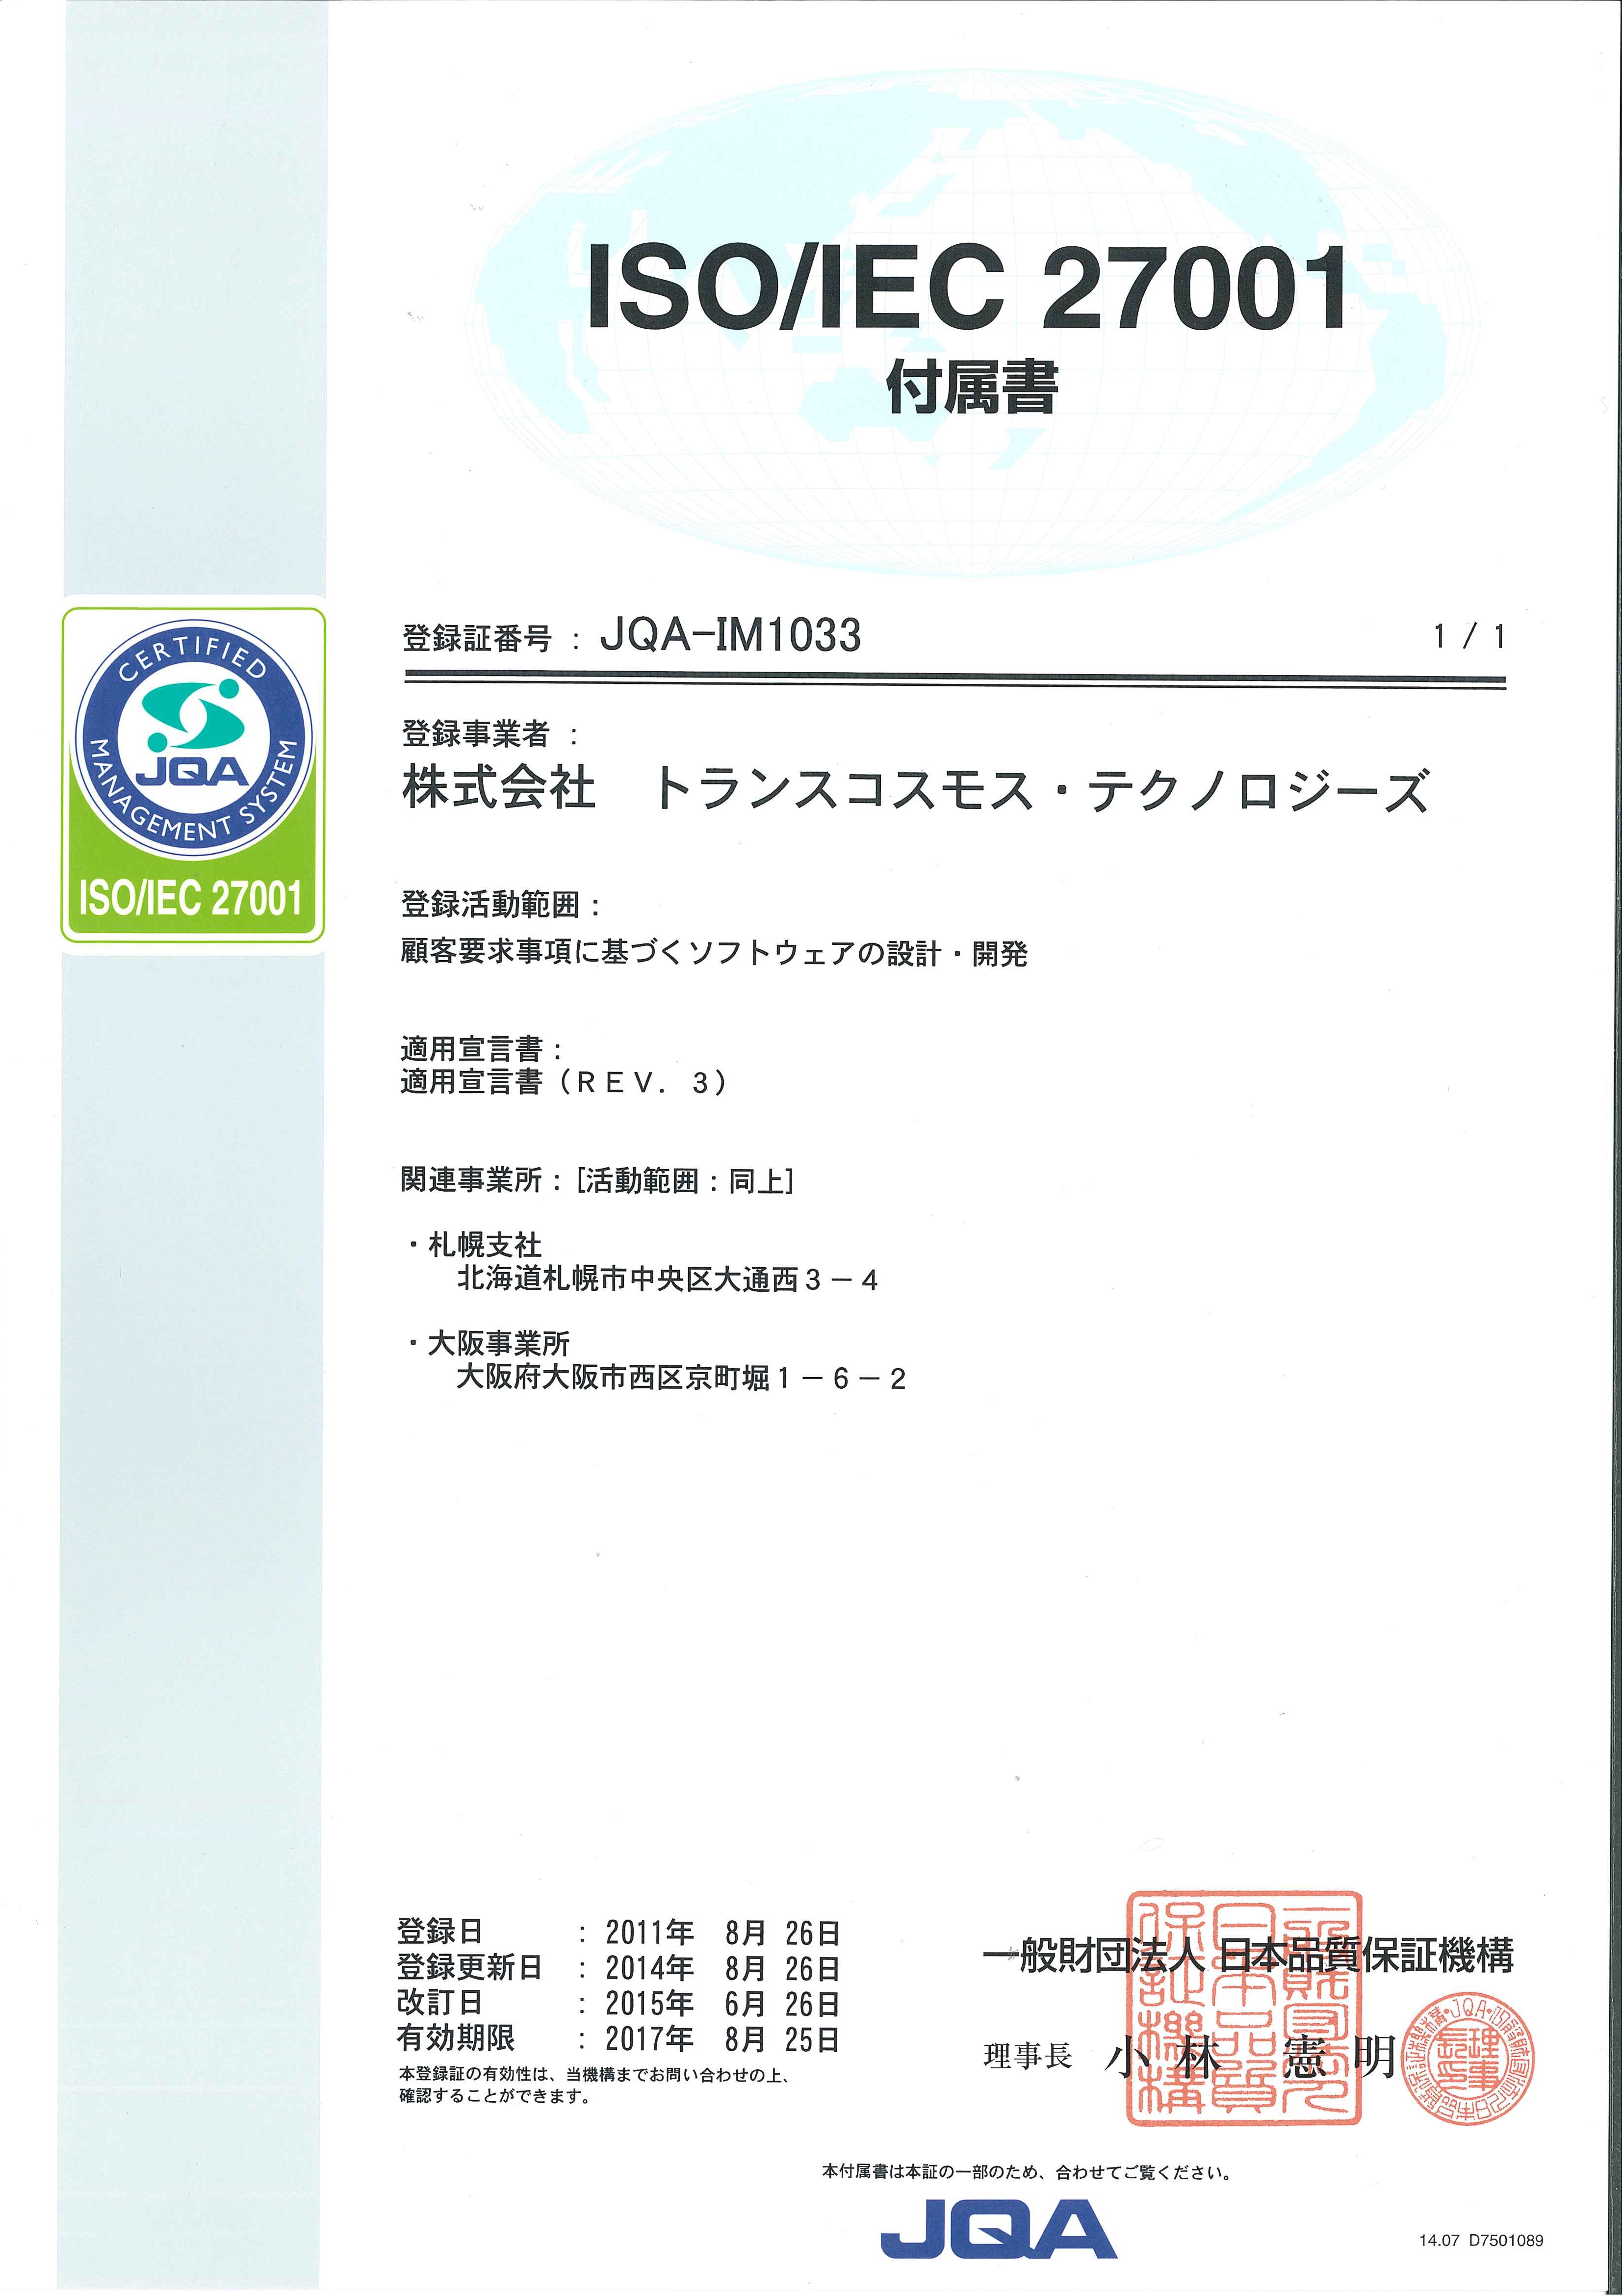 ISO/IEC 27001
付属書
登録証番号 : JQA-IM1033 1 / 1
CERTIFIED
JQA
MANAGEMENT SYSTEM
ISO/IEC 27001
登録事業者 :
株式会社 トランスコスモス・テクノロジーズ
登録活動範囲 :
顧客要求事項に基づくソフトウェアの設計・開発
適用宣言書 :
適用宣言書（REV. 3）
関連事業所 : [活動範囲 : 同上]
・札幌支社
北海道札幌市中央区大通西3－4
・大阪事業所
大阪府大阪市西区京町堀1－6－2
登録日 : 2011年 8月 26日
登録更新日 : 2014年 8月 26日
改訂日 : 2015年 6月 26日
有効期限 : 2017年 8月 25日
本登録証の有効性は、当機構までお問い合わせの上、
確認することができます。
一般財団法人 日本品質保証機構
理事長 小林 憲明
本付属書は本証の一部のため、合わせてご覧ください。
JQA
14.07 D7501089